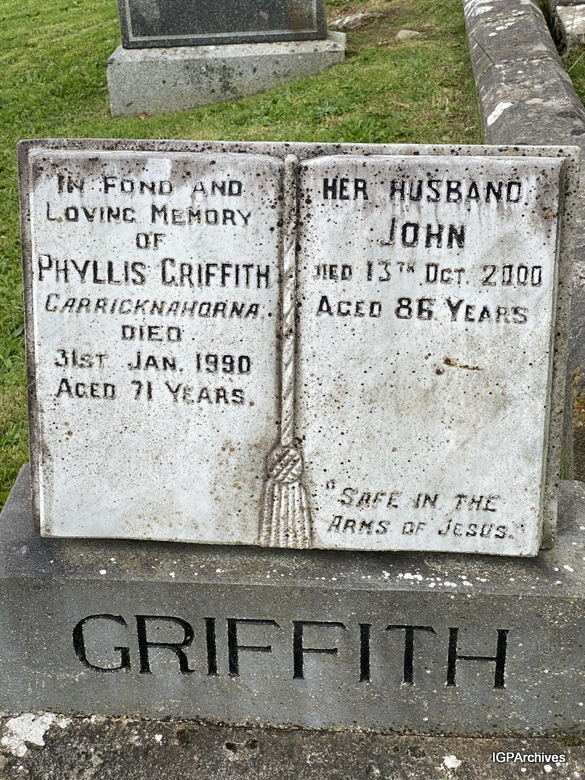 IN FOND AND
LOVING MEMORY
OF
PHYLLIS GRIFFITH
CARRICKNAHORNA.
DIED
31ST JAN. 1990
AGED 71 YEARS.
HER HUSBAND
JOHN
DIED 13TH OCT. 2000
AGED 86 YEARS
"SAFE IN THE
ARMS OF JESUS."
GRIFFITH
IGPArchives